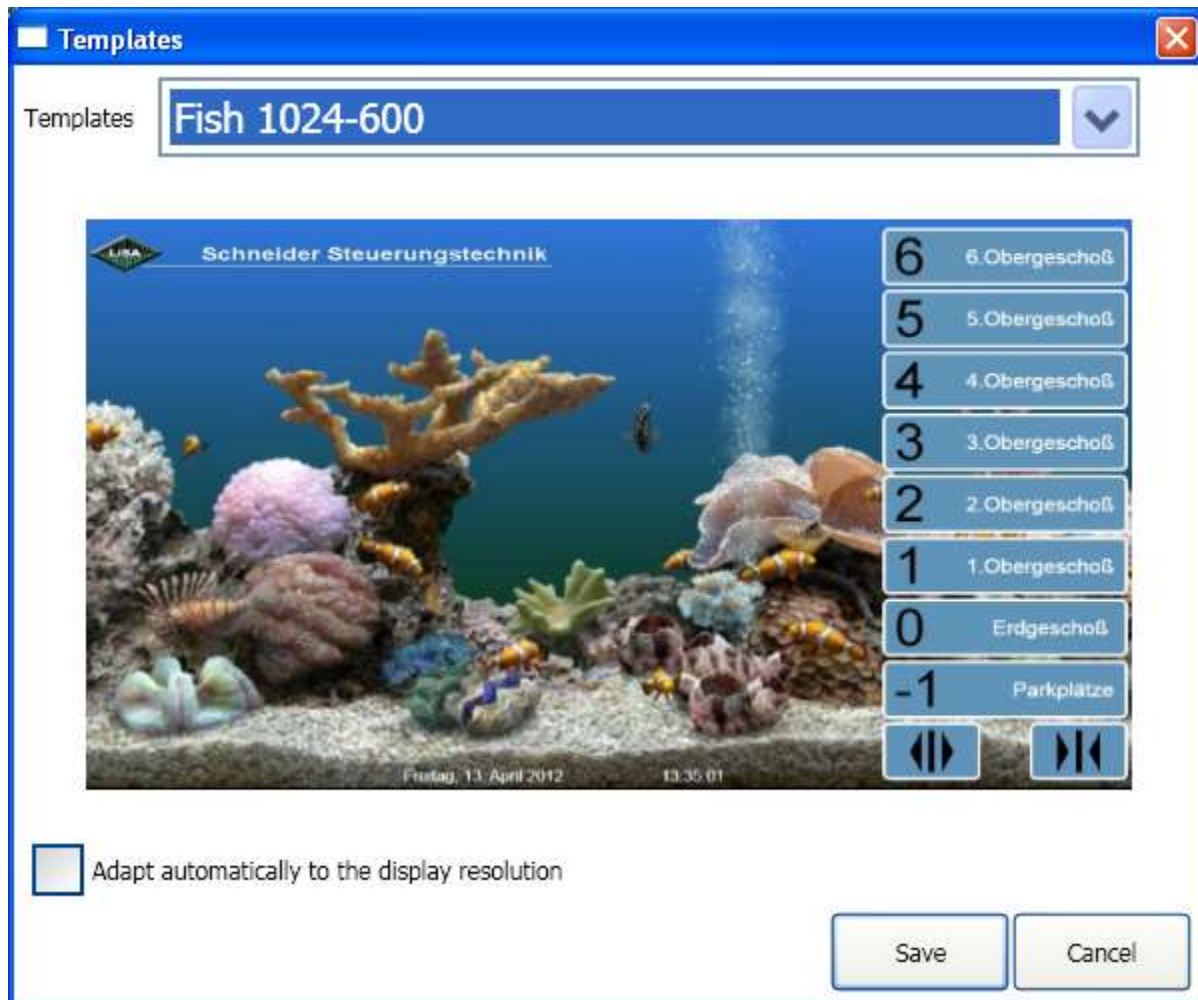 Templates
Templates
Fish 1024-600
LISA
Schneider Steuerungstechnik
6 6.Obergeschoß
5 5.Obergeschoß
4 4.Obergeschoß
3 3.Obergeschoß
2 2.Obergeschoß
1 1.Obergeschoß
0 Erdgeschoß
-1 Parkplätze
Freitag, 13. April 2012 13:35:01
Adapt automatically to the display resolution
Save Cancel